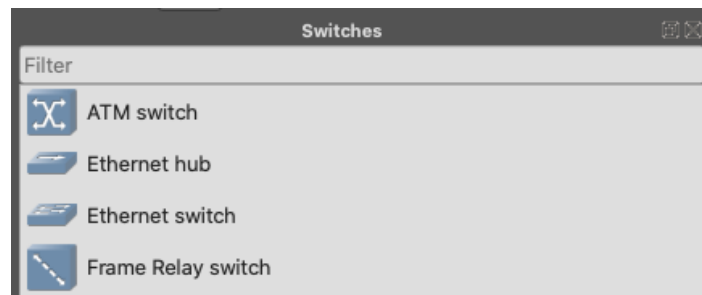 Switches
Filter
ATM switch
Ethernet hub
Ethernet switch
Frame Relay switch